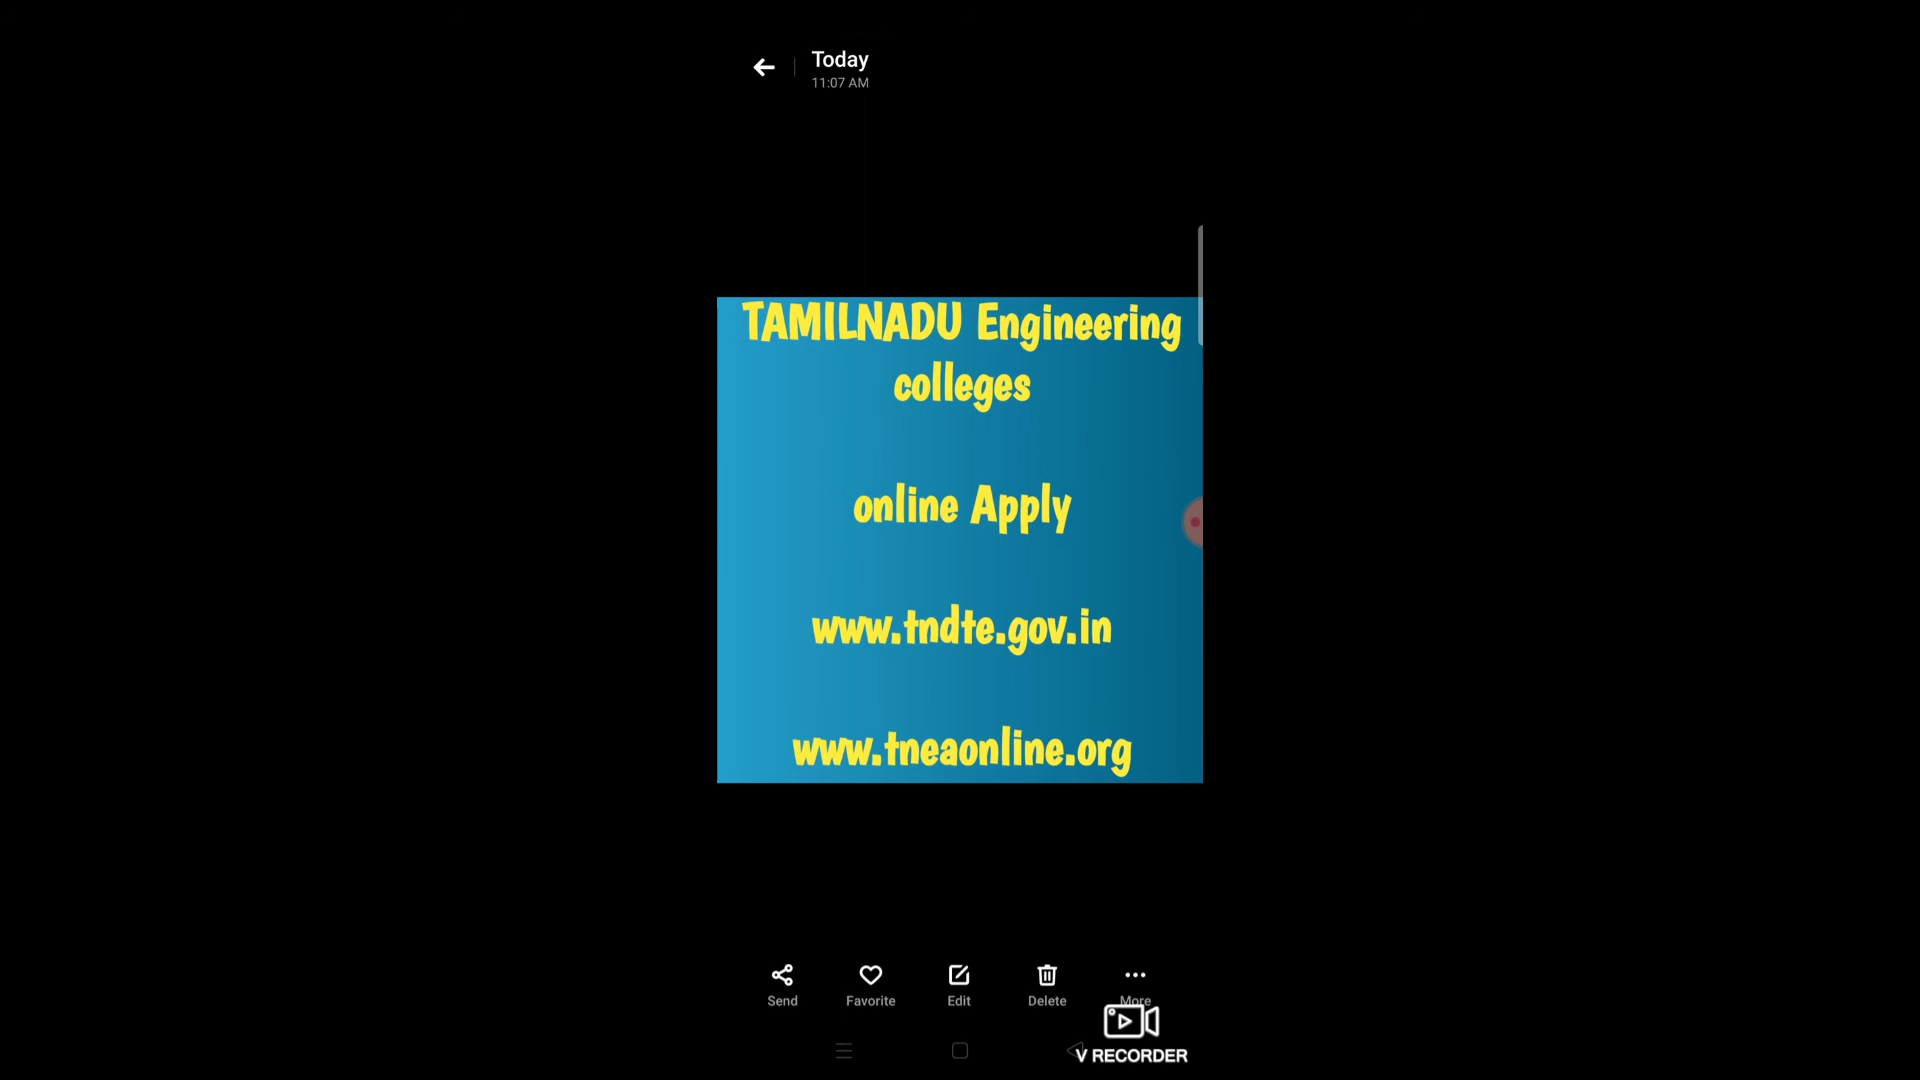 Today
11:07 AM
TAMILNADU Engineering
colleges
online Apply
www.tndte.gov.in
www.tneaonline.org
Send
Favorite
Edit
Delete
More
V RECORDER